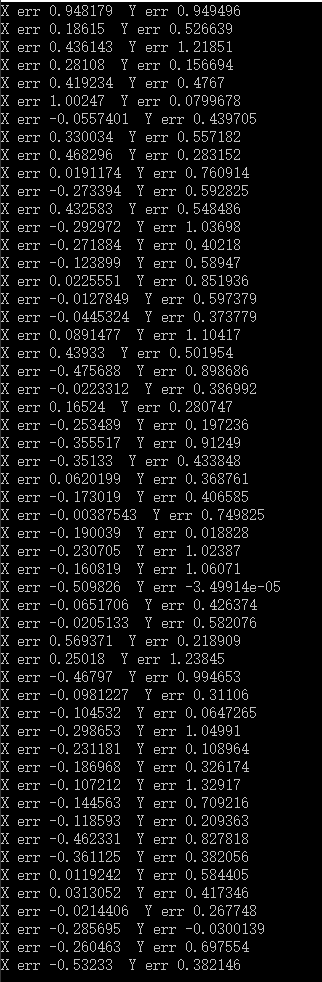 X err 0.948179  Y err 0.949496
X err 0.18615  Y err 0.526639
X err 0.436143  Y err 1.21851
X err 0.28108  Y err 0.156694
X err 0.419234  Y err 0.4767
X err 1.00247  Y err 0.0799678
X err -0.0557401  Y err 0.439705
X err 0.330034  Y err 0.557182
X err 0.468296  Y err 0.283152
X err 0.0191174  Y err 0.760914
X err -0.273394  Y err 0.592825
X err 0.432583  Y err 0.548486
X err -0.292972  Y err 1.03698
X err -0.271884  Y err 0.40218
X err -0.123899  Y err 0.58947
X err 0.0225551  Y err 0.851936
X err -0.0127849  Y err 0.597379
X err -0.0445324  Y err 0.373779
X err 0.0891477  Y err 1.10417
X err 0.43933  Y err 0.501954
X err -0.475688  Y err 0.898686
X err -0.0223312  Y err 0.386992
X err 0.16524  Y err 0.280747
X err -0.253489  Y err 0.197236
X err -0.355517  Y err 0.91249
X err -0.35133  Y err 0.433848
X err 0.0620199  Y err 0.368761
X err -0.173019  Y err 0.406585
X err -0.00387543  Y err 0.749825
X err -0.190039  Y err 0.018828
X err -0.230705  Y err 1.02387
X err -0.160819  Y err 1.06071
X err -0.509826  Y err -3.49914e-05
X err -0.0651706  Y err 0.426374
X err -0.0205133  Y err 0.582076
X err 0.569371  Y err 0.218909
X err 0.25018  Y err 1.23845
X err -0.46797  Y err 0.994653
X err -0.0981227  Y err 0.31106
X err -0.104532  Y err 0.0647265
X err -0.298653  Y err 1.04991
X err -0.231181  Y err 0.108964
X err -0.186968  Y err 0.326174
X err -0.107212  Y err 1.32917
X err -0.144563  Y err 0.709216
X err -0.118593  Y err 0.209363
X err -0.462331  Y err 0.827818
X err -0.361125  Y err 0.382056
X err 0.0119242  Y err 0.584405
X err 0.0313052  Y err 0.417346
X err -0.0214406  Y err 0.267748
X err -0.285695  Y err -0.0300139
X err -0.260463  Y err 0.697554
X err -0.53233  Y err 0.382146